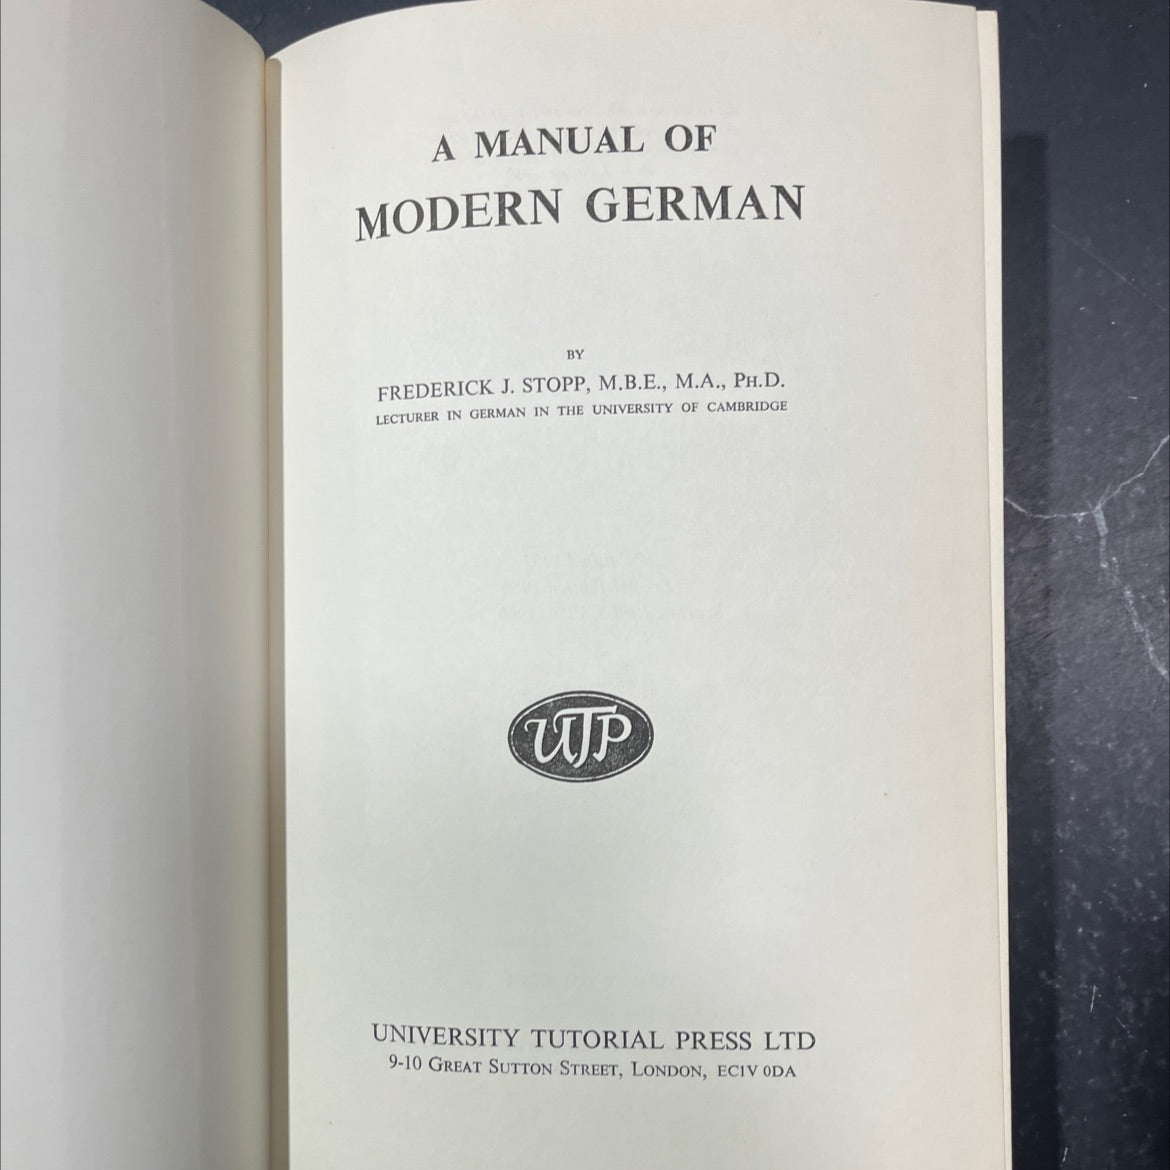 A MANUAL OF
MODERN GERMAN
BY
FREDERICK J. STOPP, M.B.E., M.A., PH.D.
LECTURER IN GERMAN IN THE UNIVERSITY OF CAMBRIDGE
UTP
UNIVERSITY TUTORIAL PRESS LTD
9-10 GREAT SUTTON STREET, LONDON, EC1V 0DA